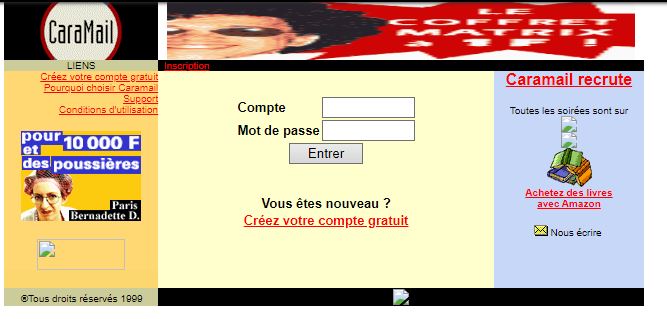 CaraMail
LE
COFFRET
MATRIX
à 1F !
LIENS
Inscription
Créez votre compte gratuit
Pourquoi choisir Caramail
Support
Conditions d'utilisation
pour 10 000 F
et
des poussières
Paris
Bernadette D.
Compte
Mot de passe
Entrer
Vous êtes nouveau ?
Créez votre compte gratuit
Caramail recrute
Toutes les soirées sont sur
Achetez des livres
avec Amazon
Nous écrire
®Tous droits réservés 1999